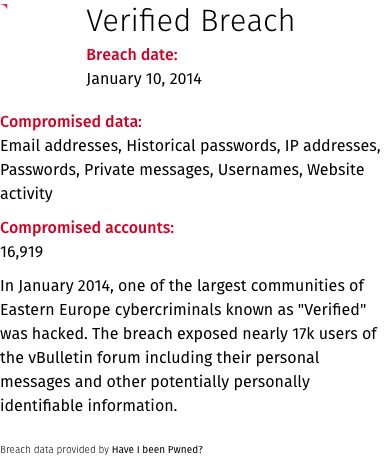 Verified Breach
Breach date:
January 10, 2014
Compromised data:
Email addresses, Historical passwords, IP addresses,
Passwords, Private messages, Usernames, Website
activity
Compromised accounts:
16,919
In January 2014, one of the largest communities of
Eastern Europe cybercriminals known as "Verified"
was hacked. The breach exposed nearly 17k users of
the vBulletin forum including their personal
messages and other potentially personally
identifiable information.
Breach data provided by Have I been Pwned?